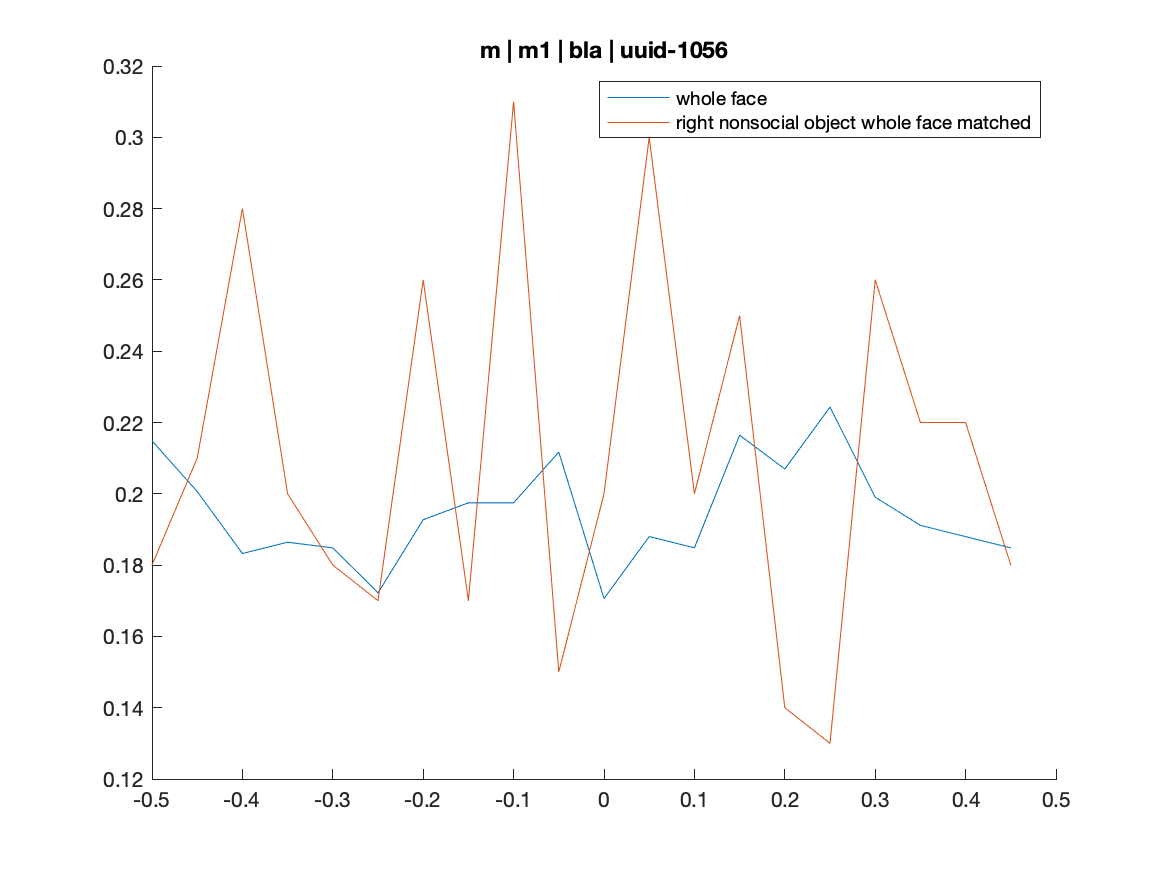 m | m1 | bla | uuid-1056
whole face
right nonsocial object whole face matched
0.32
0.3
0.28
0.26
0.24
0.22
0.2
0.18
0.16
0.14
0.12
-0.5 -0.4 -0.3 -0.2 -0.1 0 0.1 0.2 0.3 0.4 0.5